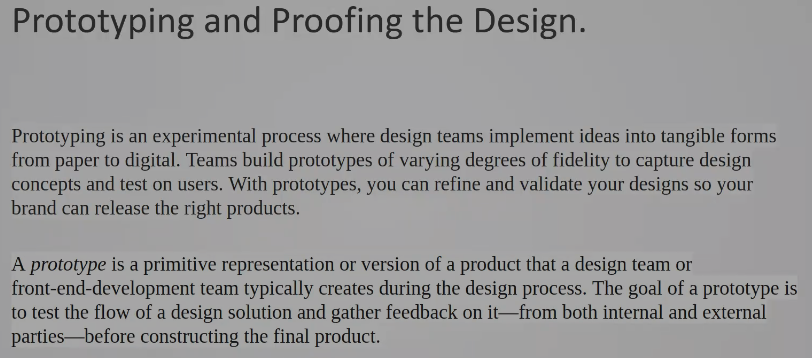 Prototyping and Proofing the Design.
Prototyping is an experimental process where design teams implement ideas into tangible forms
from paper to digital. Teams build prototypes of varying degrees of fidelity to capture design
concepts and test on users. With prototypes, you can refine and validate your designs so your
brand can release the right products.
A prototype is a primitive representation or version of a product that a design team or
front-end-development team typically creates during the design process. The goal of a prototype is
to test the flow of a design solution and gather feedback on it—from both internal and external
parties—before constructing the final product.